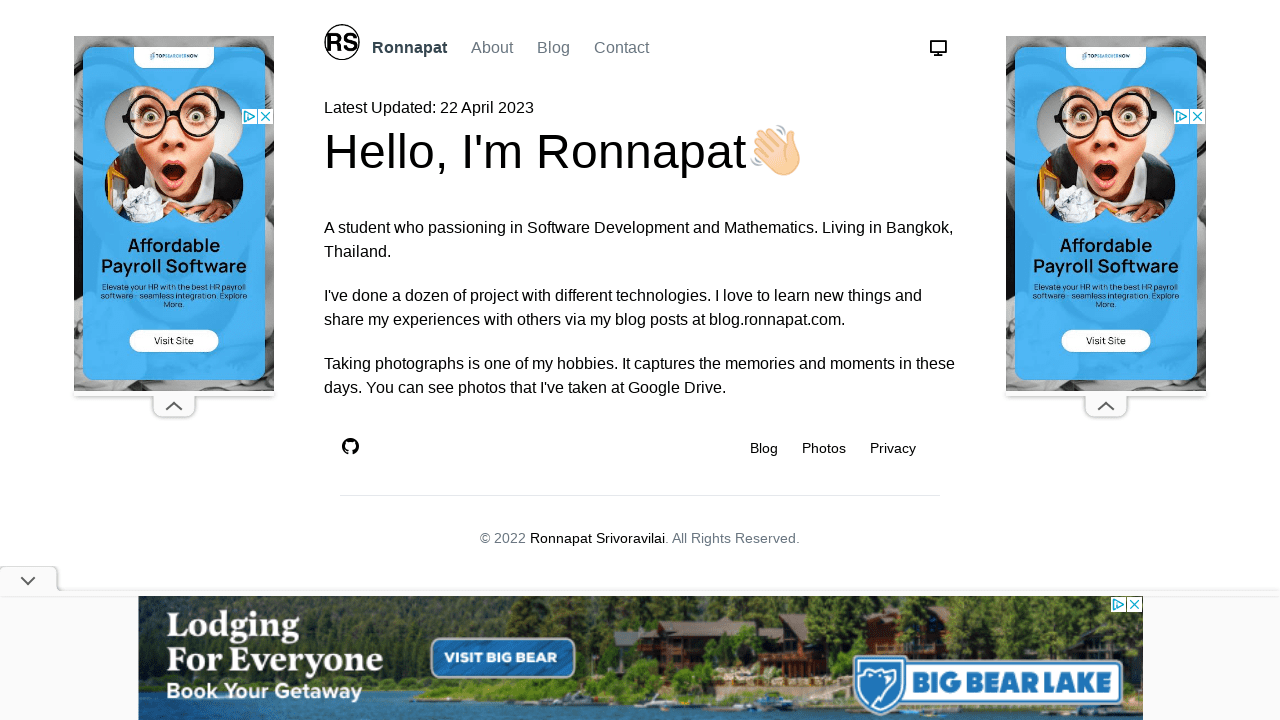 RS Ronnapat About Blog Contact
Latest Updated: 22 April 2023
Hello, I'm Ronnapat👋🏻
A student who passioning in Software Development and Mathematics. Living in Bangkok,
Thailand.
I've done a dozen of project with different technologies. I love to learn new things and
share my experiences with others via my blog posts at blog.ronnapat.com.
Taking photographs is one of my hobbies. It captures the memories and moments in these
days. You can see photos that I've taken at Google Drive.
Blog Photos Privacy
© 2022 Ronnapat Srivoravilai. All Rights Reserved.
TOPSEARCHESNOW
Affordable
Payroll Software
Elevate your HR with the best HR payroll
software - seamless integration. Explore
More.
Visit Site
TOPSEARCHESNOW
Affordable
Payroll Software
Elevate your HR with the best HR payroll
software - seamless integration. Explore
More.
Visit Site
Lodging
For Everyone
Book Your Getaway
VISIT BIG BEAR
BIG BEAR LAKE